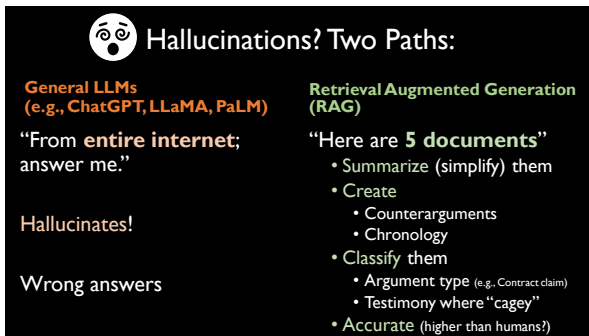 Hallucinations? Two Paths:
General LLMs
(e.g., ChatGPT, LLaMA, PaLM)
“From entire internet;
answer me.”
Hallucinates!
Wrong answers
Retrieval Augmented Generation
(RAG)
“Here are 5 documents”
• Summarize (simplify) them
• Create
• Counterarguments
• Chronology
• Classify them
• Argument type (e.g., Contract claim)
• Testimony where “cagey”
• Accurate (higher than humans?)